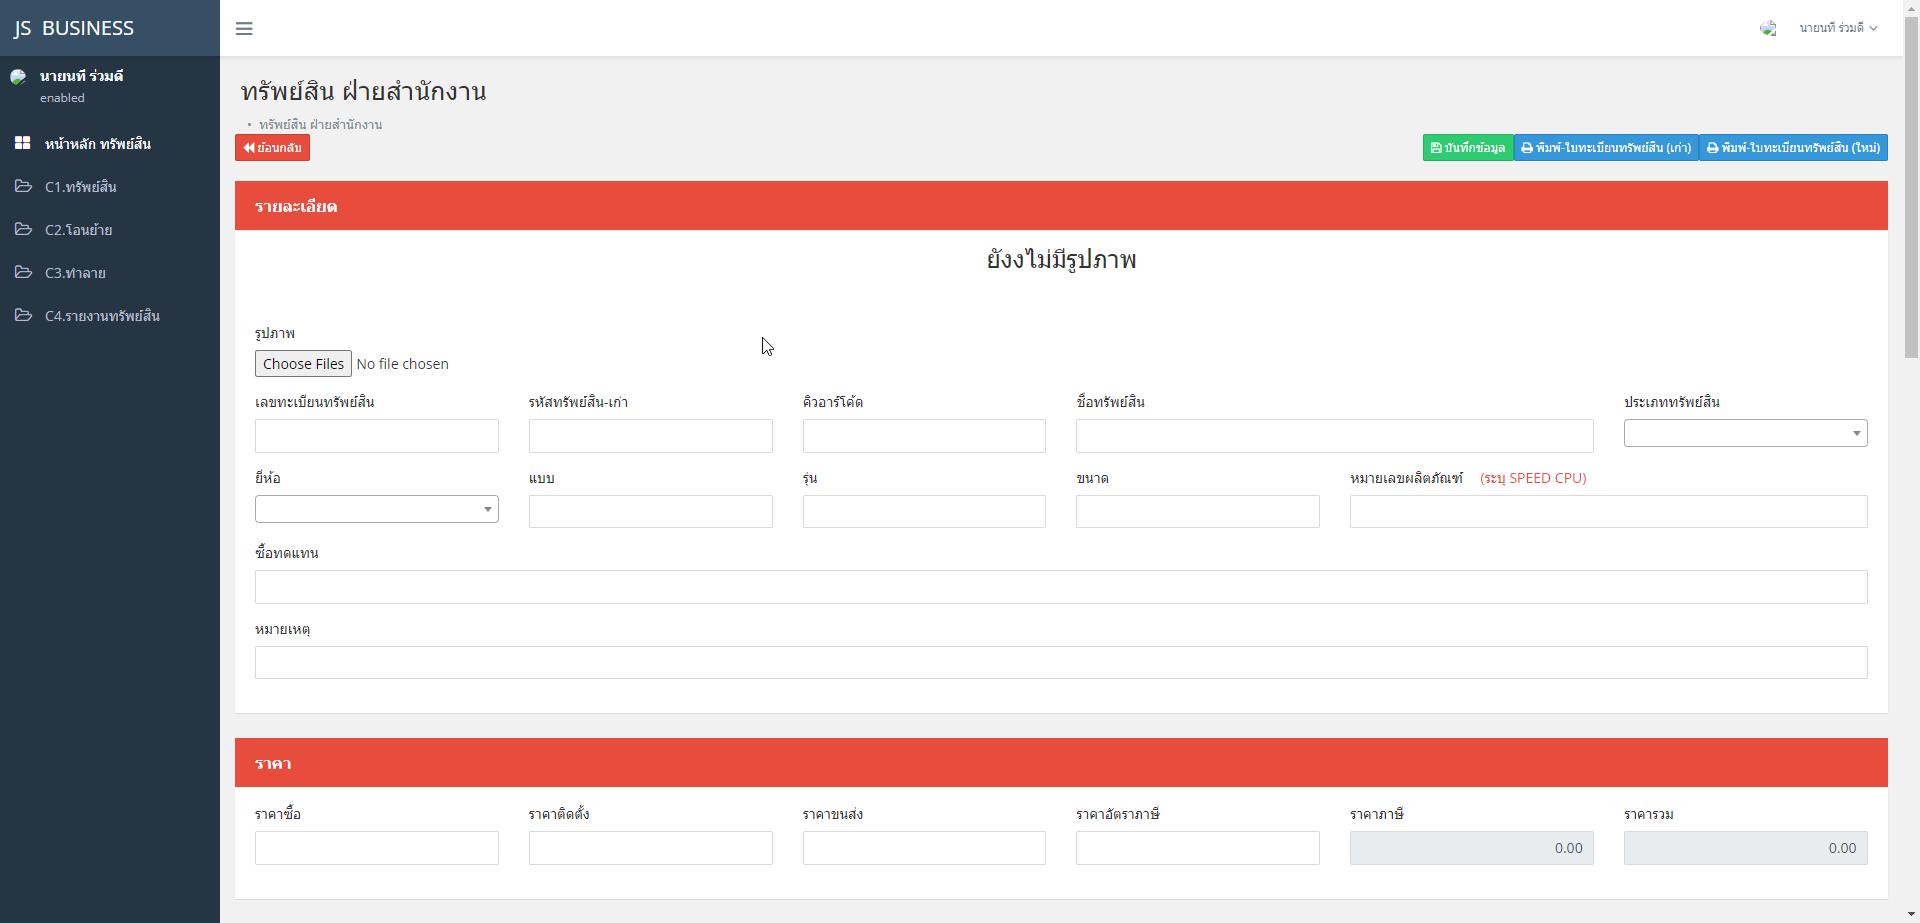 JS BUSINESS
นายนที ร่วมดี
นายนที ร่วมดี
enabled
หน้าหลัก ทรัพย์สิน
C1.ทรัพย์สิน
C2.โอนย้าย
C3.ทำลาย
C4.รายงานทรัพย์สิน
ทรัพย์สิน ฝ่ายสำนักงาน
• ทรัพย์สิน ฝ่ายสำนักงาน
ย้อนกลับ
บันทึกข้อมูล พิมพ์-ใบทะเบียนทรัพย์สิน (เก่า) พิมพ์-ใบทะเบียนทรัพย์สิน (ใหม่)
รายละเอียด
ยังงไม่มีรูปภาพ
รูปภาพ
Choose Files No file chosen
เลขทะเบียนทรัพย์สิน รหัสทรัพย์สิน-เก่า คิวอาร์โค้ด ชื่อทรัพย์สิน ประเภททรัพย์สิน
ยี่ห้อ แบบ รุ่น ขนาด หมายเลขผลิตภัณฑ์ (ระบุ SPEED CPU)
ซื้อทดแทน
หมายเหตุ
ราคา
ราคาซื้อ ราคาติดตั้ง ราคาขนส่ง ราคาอัตราภาษี ราคาภาษี ราคารวม
0.00 0.00